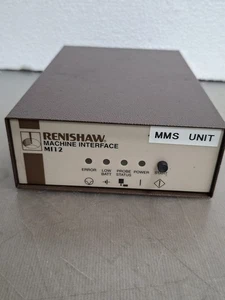 RENISHAW
MACHINE INTERFACE
MI12
MMS UNIT
ERROR LOW BATT PROBE STATUS POWER